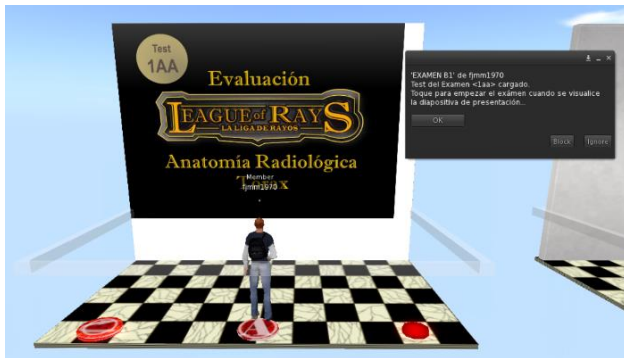 Test
1AA
Evaluación
LEAGUE of RAYS
LA LIGA DE RAYOS
Anatomía Radiológica
Tórax
Member
fjmm1970
'EXAMEN B1' de fjmm1970
Test del Examen <1aa> cargado.
Toque para empezar el exámen cuando se visualice
la diapositiva de presentación...
OK
Block
Ignore
A